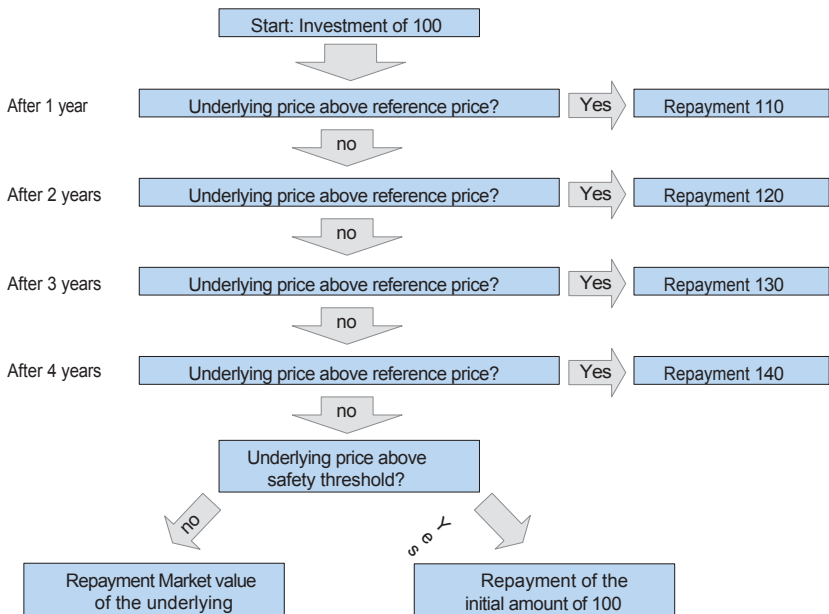 Start: Investment of 100
After 1 year
Underlying price above reference price?
Yes
Repayment 110
no
After 2 years
Underlying price above reference price?
Yes
Repayment 120
no
After 3 years
Underlying price above reference price?
Yes
Repayment 130
no
After 4 years
Underlying price above reference price?
Yes
Repayment 140
no
Underlying price above
safety threshold?
no
Yes
Repayment Market value
of the underlying
Repayment of the
initial amount of 100